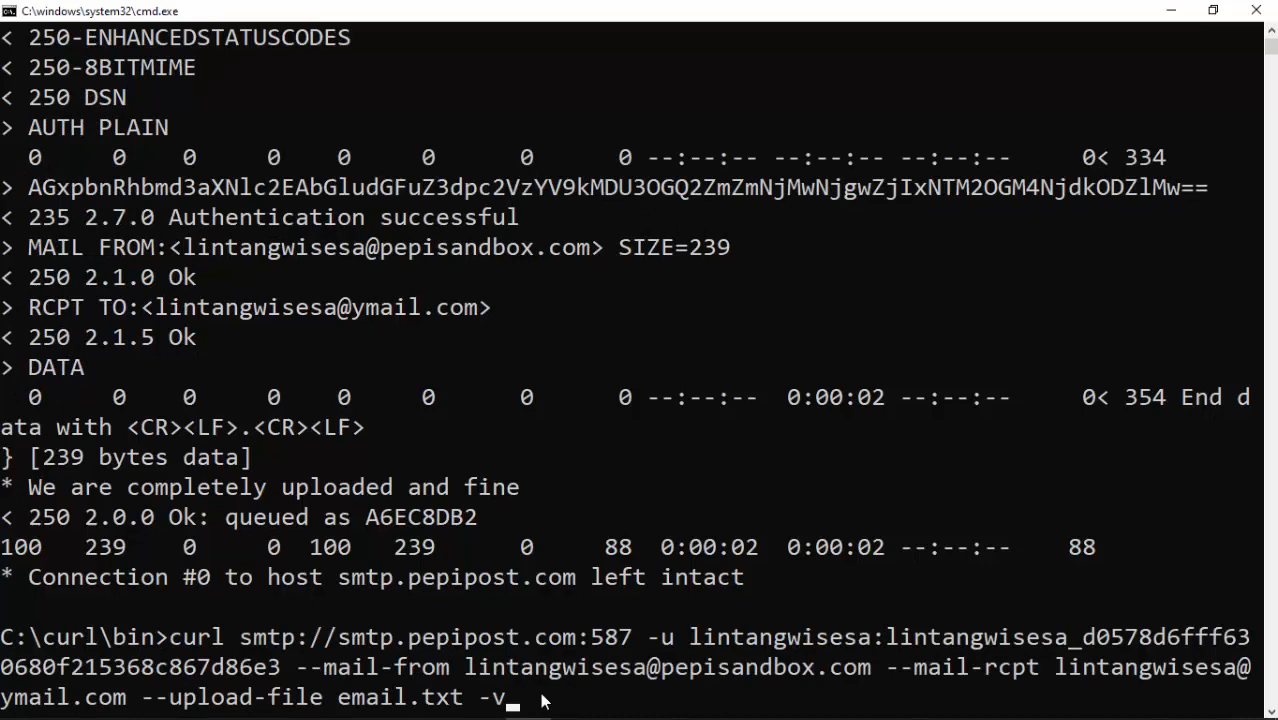 C:\windows\system32\cmd.exe
< 250-ENHANCEDSTATUSCODES
< 250-8BITMIME
< 250 DSN
> AUTH PLAIN
0 0 0 0 0 0 0 0 --:--:-- --:--:-- --:--:-- 0< 334
> AGxpbnRhbmd3aXNlc2EAbGludGFuZ3dpc2VzYV9kMDU3OGQ2ZmZmNjMwNjgwZjIxNTM2OGM4NjdkODZlMw==
< 235 2.7.0 Authentication successful
> MAIL FROM:<lintangwisesa@pepisandbox.com> SIZE=239
< 250 2.1.0 Ok
> RCPT TO:<lintangwisesa@ymail.com>
< 250 2.1.5 Ok
> DATA
0 0 0 0 0 0 0 0 --:--:-- 0:00:02 --:--:-- 0< 354 End d
ata with <CR><LF>.<CR><LF>
} [239 bytes data]
* We are completely uploaded and fine
< 250 2.0.0 Ok: queued as A6EC8DB2
100 239 0 0 100 239 0 88 0:00:02 0:00:02 --:--:-- 88
* Connection #0 to host smtp.pepipost.com left intact
C:\curl\bin>curl smtp://smtp.pepipost.com:587 -u lintangwisesa:lintangwisesa_d0578d6fff63
0680f215368c867d86e3 --mail-from lintangwisesa@pepisandbox.com --mail-rcpt lintangwisesa@
ymail.com --upload-file email.txt -v_